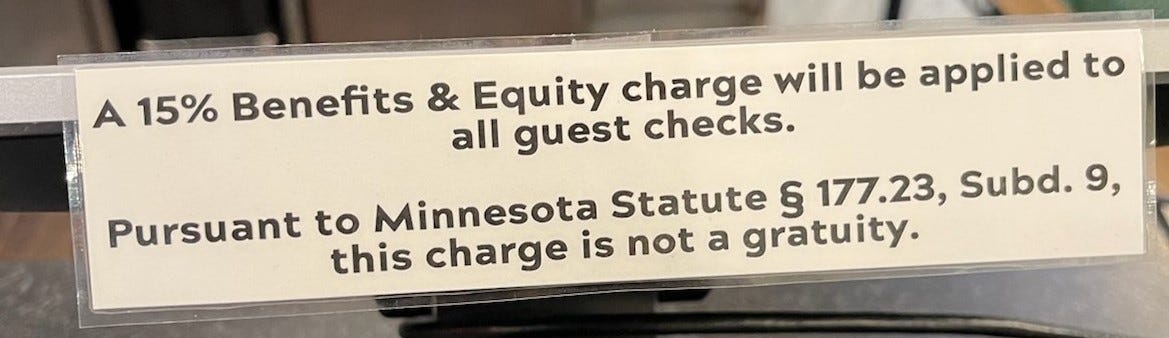 A 15% Benefits & Equity charge will be applied to
all guest checks.
Pursuant to Minnesota Statute § 177.23, Subd. 9,
this charge is not a gratuity.